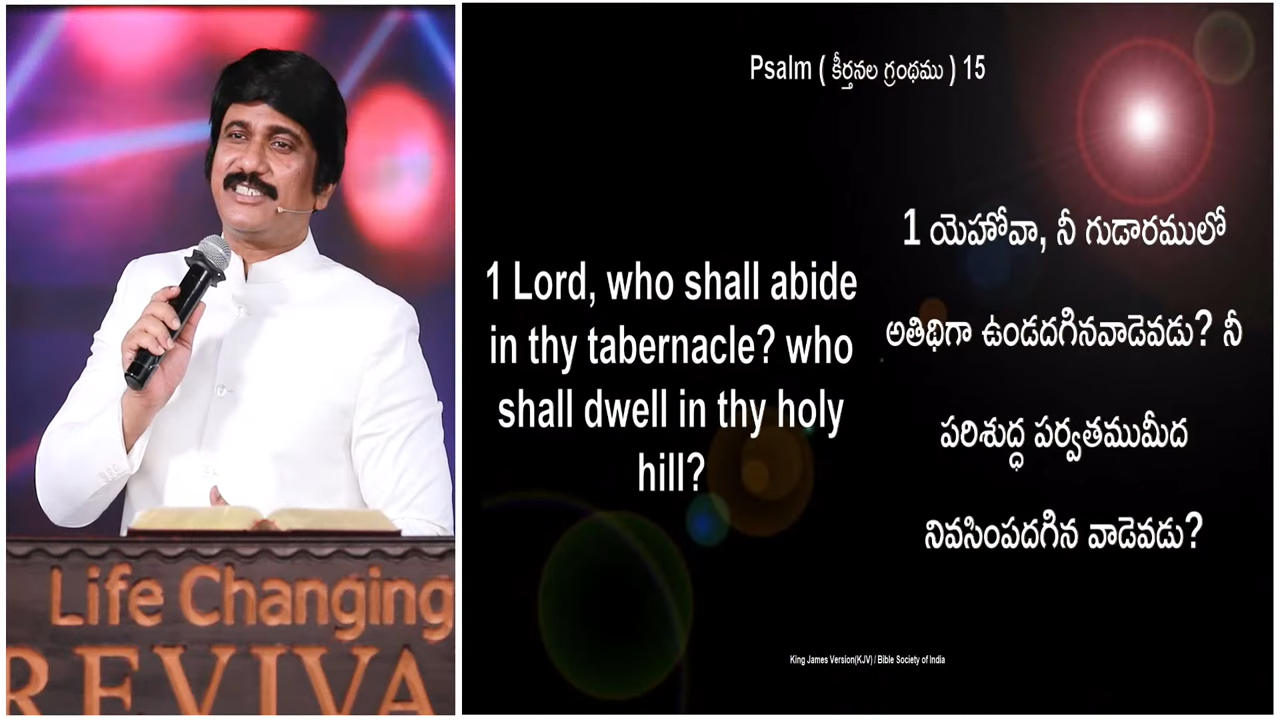 Life Changing
REVIVA
Psalm ( కీర్తనల గ్రంథము ) 15
1 Lord, who shall abide
in thy tabernacle? who
shall dwell in thy holy
hill?
1 యెహోవా, నీ గుడారములో
అతిథిగా ఉండదగినవాడెవడు? నీ
పరిశుద్ధ పర్వతముమీద
నివసింపదగిన వాడెవడు?
King James Version(KJV) / Bible Society of India